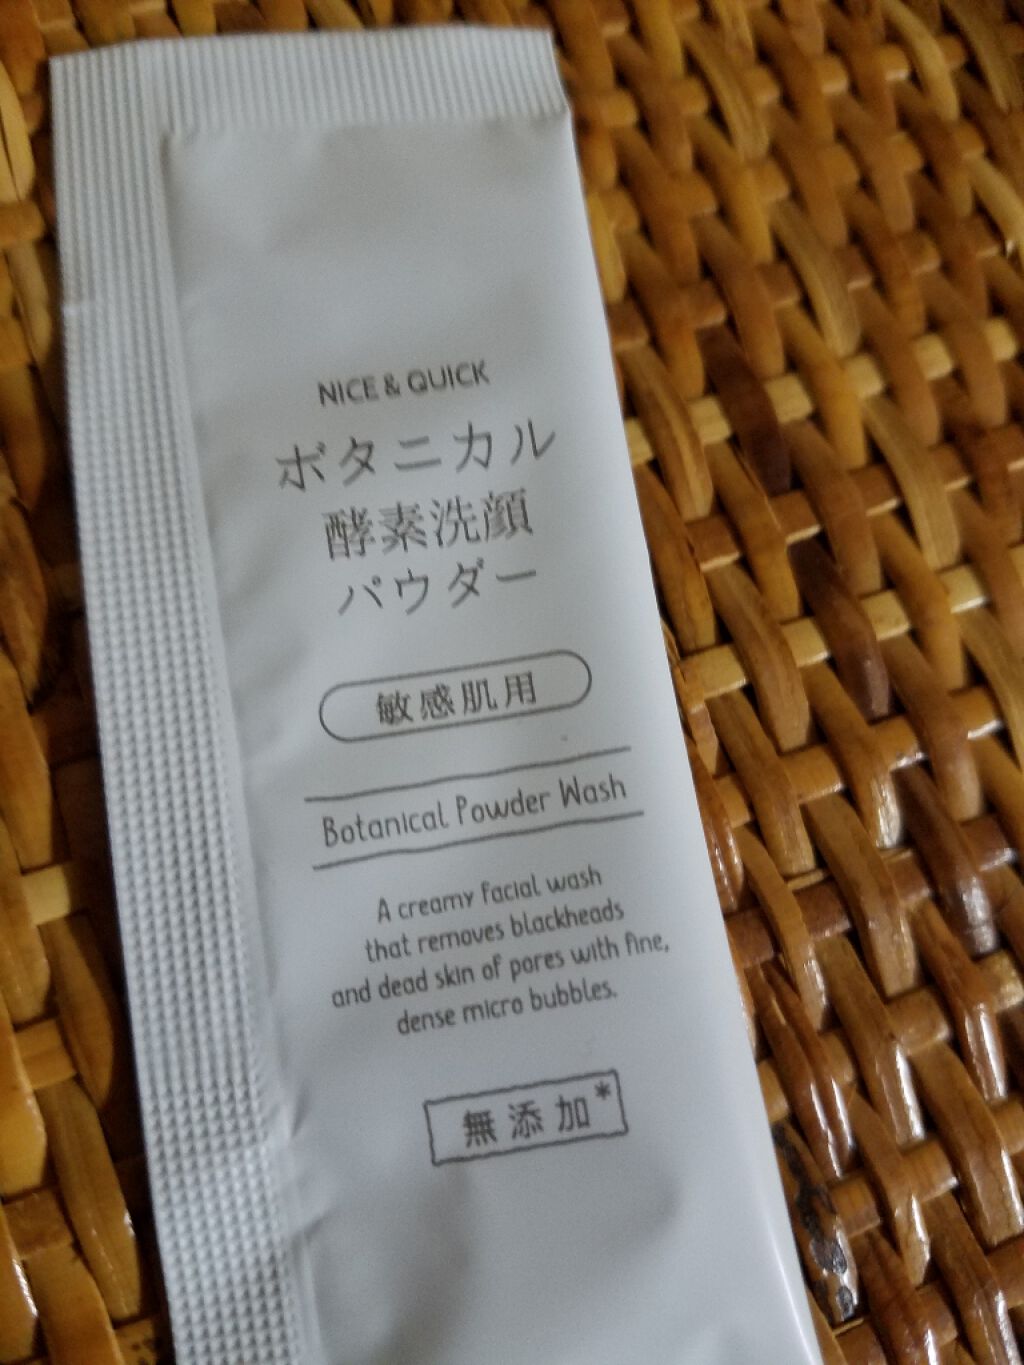 NICE & QUICK
ボタニカル
酵素洗顔
パウダー
敏感肌用
Botanical Powder Wash
A creamy facial wash
that removes blackheads
and dead skin of pores with fine,
dense micro bubbles.
無添加*